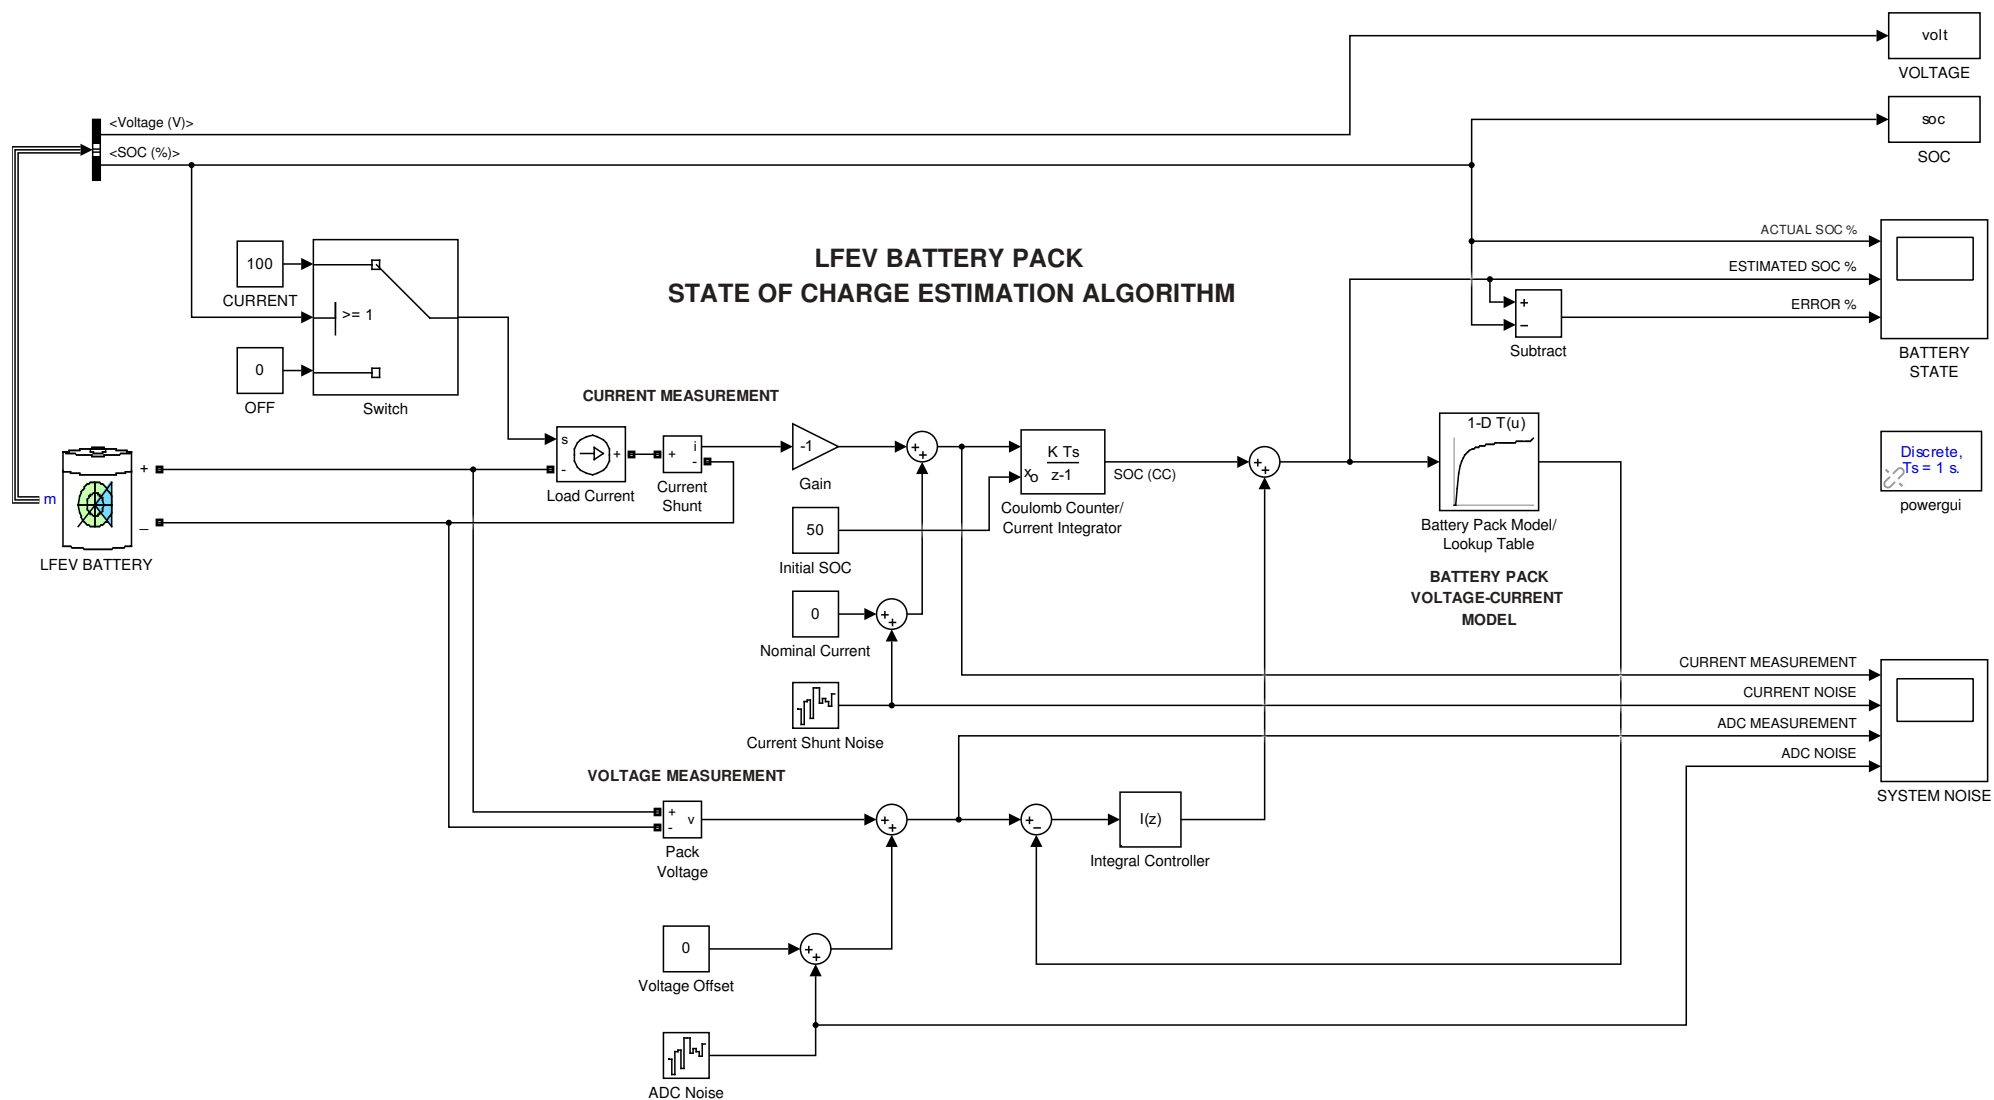 volt
VOLTAGE
<Voltage (V)>
soc
<SOC (%)>
SOC
LFEV BATTERY PACK
STATE OF CHARGE ESTIMATION ALGORITHM
100
CURRENT
>= 1
0
OFF
Switch
ACTUAL SOC %
ESTIMATED SOC %
ERROR %
+
−
Subtract
BATTERY
STATE
CURRENT MEASUREMENT
s
-
+
Load Current
+
i
-
Current
Shunt
-1
Gain
+
+
K Ts
z-1
xo
Coulomb Counter/
Current Integrator
SOC (CC)
+
+
1-D T(u)
Battery Pack Model/
Lookup Table
BATTERY PACK
VOLTAGE-CURRENT
MODEL
Discrete,
Ts = 1 s.
powergui
+
m
_
LFEV BATTERY
50
Initial SOC
0
Nominal Current
+
+
Current Shunt Noise
CURRENT MEASUREMENT
CURRENT NOISE
ADC MEASUREMENT
ADC NOISE
SYSTEM NOISE
VOLTAGE MEASUREMENT
+
-
v
Pack
Voltage
+
+
+
−
I(z)
Integral Controller
0
Voltage Offset
+
+
ADC Noise